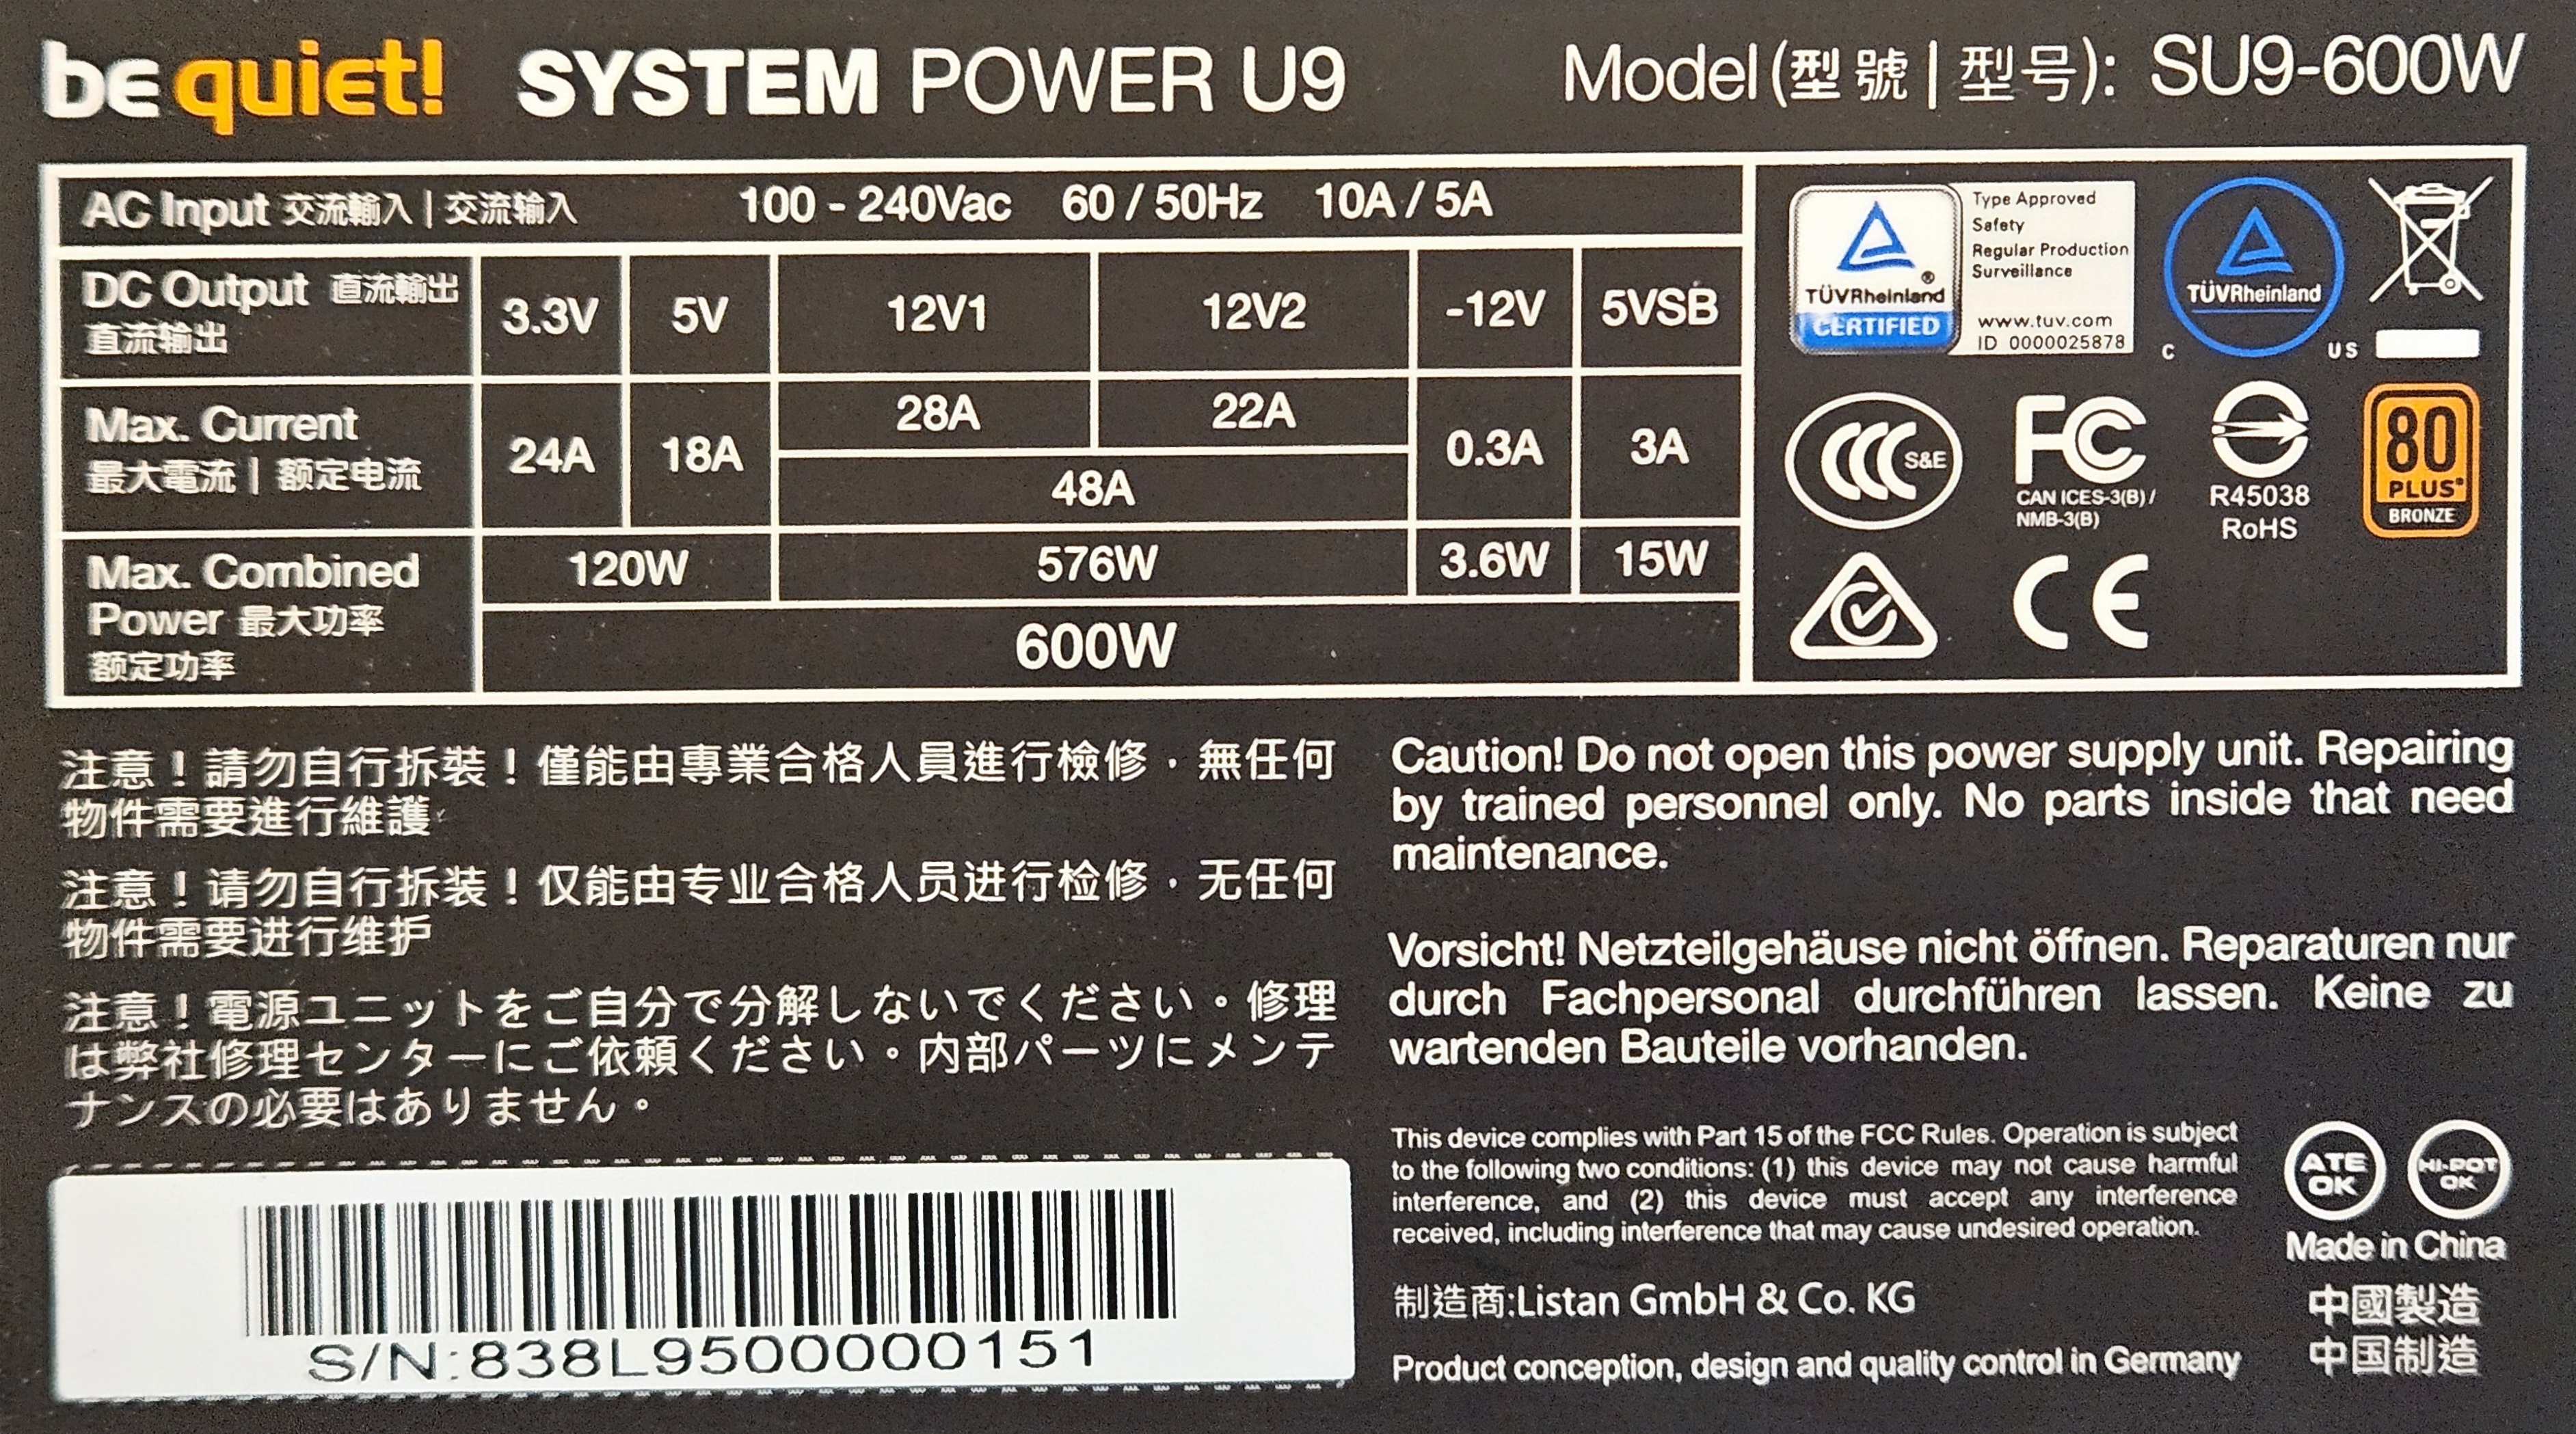 be quiet! SYSTEM POWER U9 Model (型號 | 型号): SU9-600W
AC Input 交流輸入 | 交流输入 100 - 240Vac 60 / 50Hz 10A / 5A
DC Output 直流輸出
直流输出
3.3V 5V 12V1 12V2 -12V 5VSB
Max. Current
最大電流 | 额定电流
24A 18A 28A 22A 0.3A 3A
48A
Max. Combined
Power 最大功率
额定功率
120W 576W 3.6W 15W
600W
TÜVRheinland
CERTIFIED
Type Approved
Safety
Regular Production
Surveillance
www.tuv.com
ID 0000025878
TÜVRheinland
C US
CCC S&E
FC
CAN ICES-3(B) /
NMB-3(B)
R45038
RoHS
80
PLUS
BRONZE
CE
注意！請勿自行拆裝！僅能由專業合格人員進行檢修，無任何
物件需要進行維護
注意！请勿自行拆装！仅能由专业合格人员进行检修，无任何
物件需要进行维护
注意！電源ユニットをご自分で分解しないでください。修理
は弊社修理センターにご依頼ください。内部パーツにメンテ
ナンスの必要はありません。
S/N:838L9500000151
Caution! Do not open this power supply unit. Repairing
by trained personnel only. No parts inside that need
maintenance.
Vorsicht! Netzteilgehäuse nicht öffnen. Reparaturen nur
durch Fachpersonal durchführen lassen. Keine zu
wartenden Bauteile vorhanden.
This device complies with Part 15 of the FCC Rules. Operation is subject
to the following two conditions: (1) this device may not cause harmful
interference, and (2) this device must accept any interference
received, including interference that may cause undesired operation.
制造商:Listan GmbH & Co. KG
Product conception, design and quality control in Germany
ATE
OK
HI-POT
OK
Made in China
中國製造
中国制造